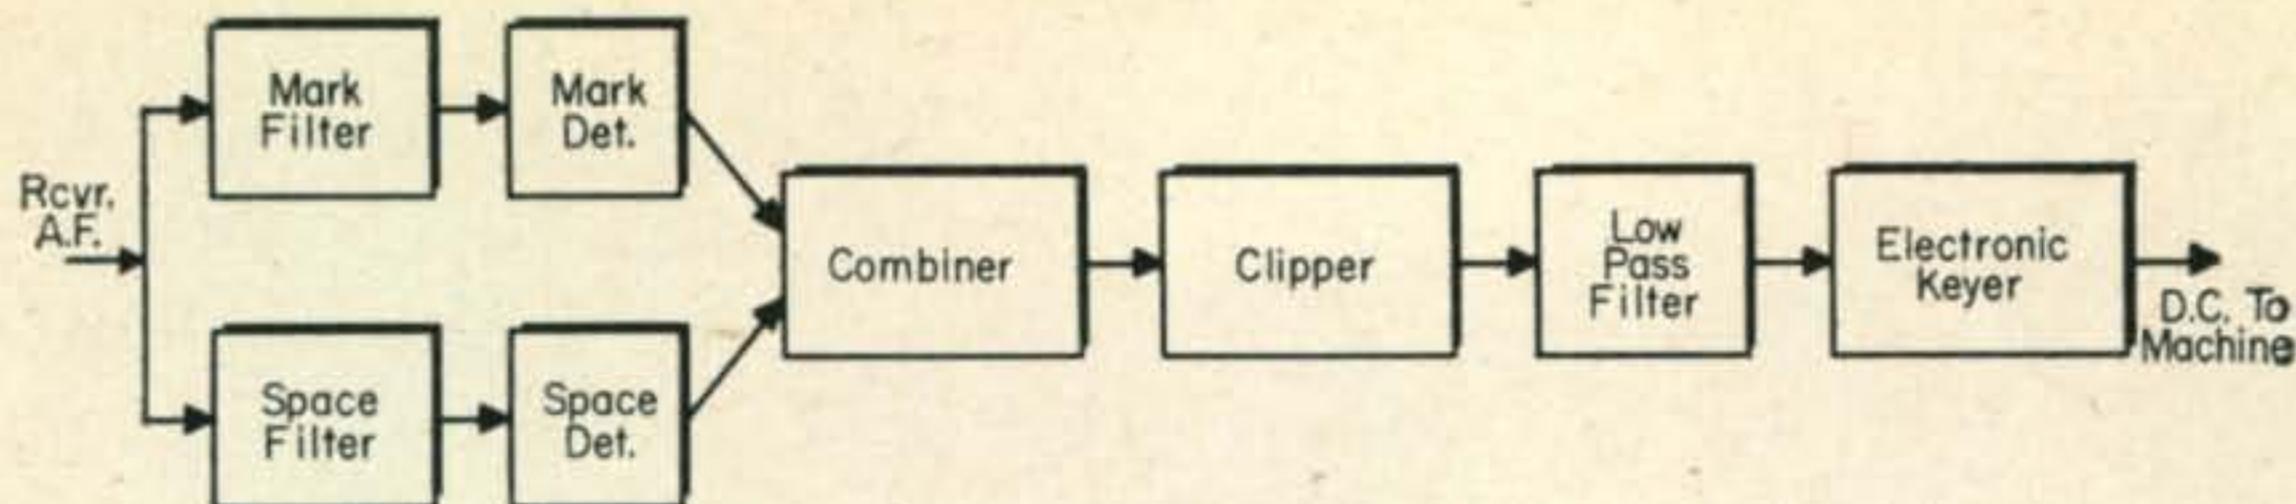 Mark
Filter
Mark
Det.
Rcvr.
A.F.
Combiner
Clipper
Low
Pass
Filter
Electronic
Keyer
D.C. To
Machine
Space
Filter
Space
Det.